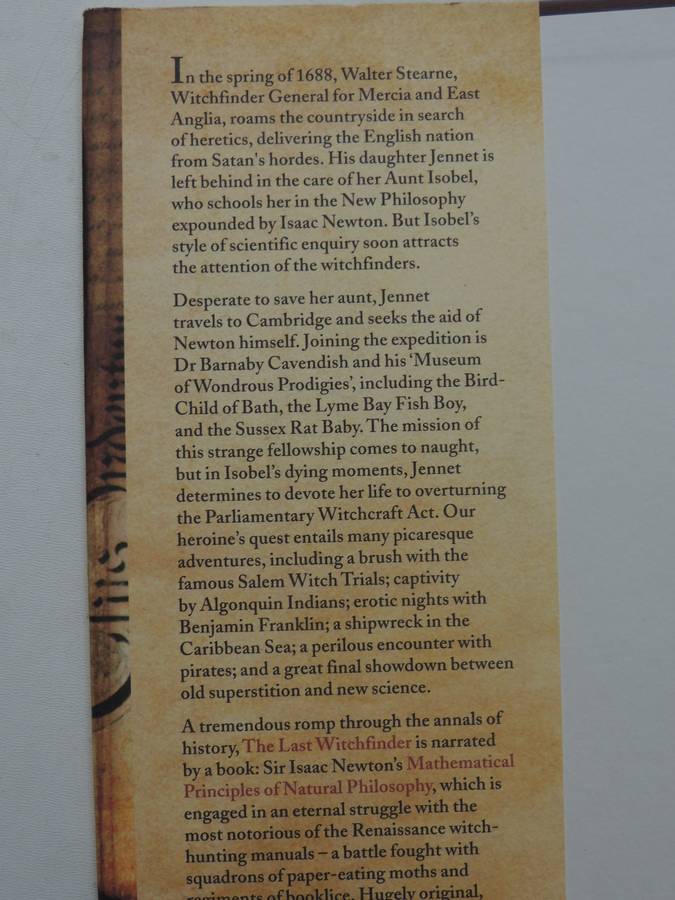 In the spring of 1688, Walter Stearne,
Witchfinder General for Mercia and East
Anglia, roams the countryside in search
of heretics, delivering the English nation
from Satan's hordes. His daughter Jennet is
left behind in the care of her Aunt Isobel,
who schools her in the New Philosophy
expounded by Isaac Newton. But Isobel's
style of scientific enquiry soon attracts
the attention of the witchfinders.
Desperate to save her aunt, Jennet
travels to Cambridge and seeks the aid of
Newton himself. Joining the expedition is
Dr Barnaby Cavendish and his 'Museum
of Wondrous Prodigies', including the Bird-
Child of Bath, the Lyme Bay Fish Boy,
and the Sussex Rat Baby. The mission of
this strange fellowship comes to naught,
but in Isobel's dying moments, Jennet
determines to devote her life to overturning
the Parliamentary Witchcraft Act. Our
heroine's quest entails many picaresque
adventures, including a brush with the
famous Salem Witch Trials; captivity
by Algonquin Indians; erotic nights with
Benjamin Franklin; a shipwreck in the
Caribbean Sea; a perilous encounter with
pirates; and a great final showdown between
old superstition and new science.
A tremendous romp through the annals of
history, The Last Witchfinder is narrated
by a book: Sir Isaac Newton's Mathematical
Principles of Natural Philosophy, which is
engaged in an eternal struggle with the
most notorious of the Renaissance witch-
hunting manuals – a battle fought with
squadrons of paper-eating moths and
regiments of booklice. Hugely original,